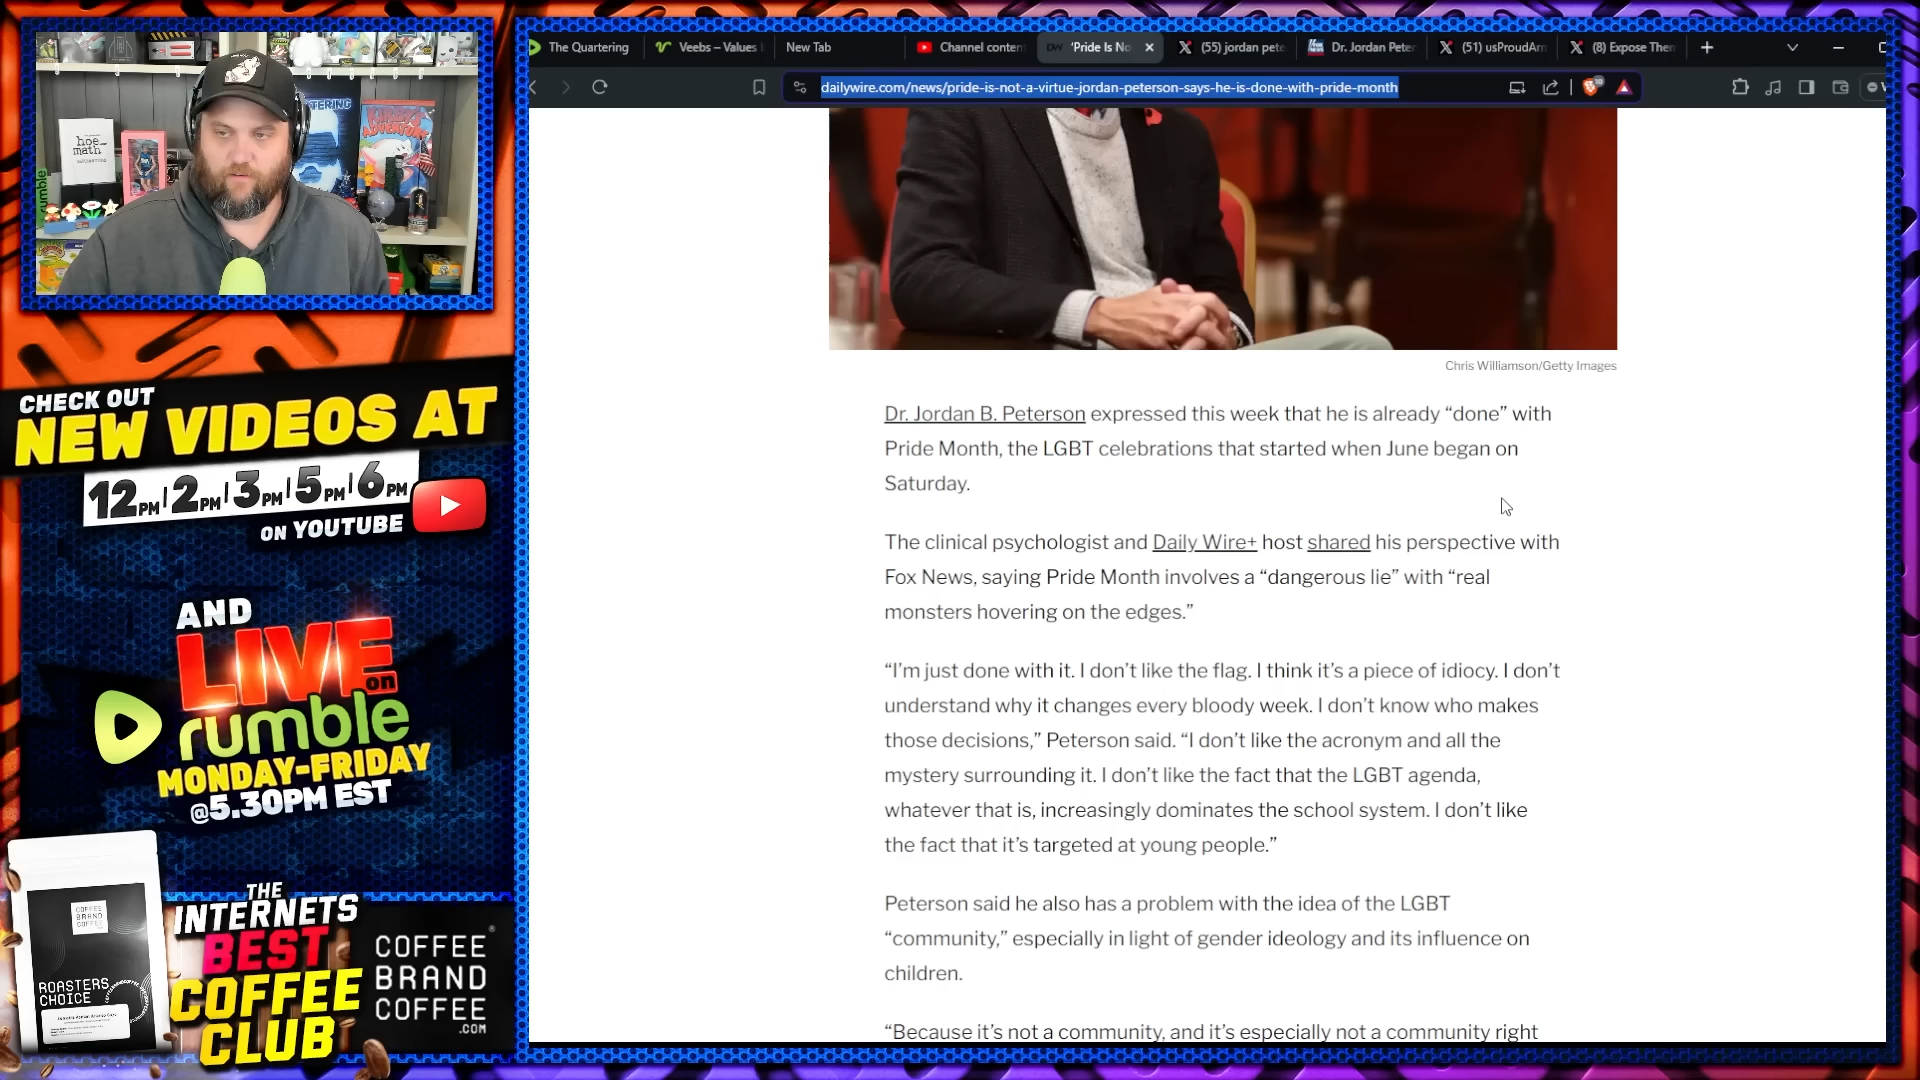 The Quartering
Veebs – Values
New Tab
Channel conten
'Pride Is No
(55) jordan pete
Dr. Jordan Peter
(51) usProudArm
(8) Expose Them
dailywire.com/news/pride-is-not-a-virtue-jordan-peterson-says-he-is-done-with-pride-month
hoe_
math
TERING
rumble
Chris Williamson/Getty Images
Dr. Jordan B. Peterson expressed this week that he is already “done” with
Pride Month, the LGBT celebrations that started when June began on
Saturday.
The clinical psychologist and Daily Wire+ host shared his perspective with
Fox News, saying Pride Month involves a “dangerous lie” with “real
monsters hovering on the edges.”
“I’m just done with it. I don’t like the flag. I think it’s a piece of idiocy. I don’t
understand why it changes every bloody week. I don’t know who makes
those decisions,” Peterson said. “I don’t like the acronym and all the
mystery surrounding it. I don’t like the fact that the LGBT agenda,
whatever that is, increasingly dominates the school system. I don’t like
the fact that it’s targeted at young people.”
Peterson said he also has a problem with the idea of the LGBT
“community,” especially in light of gender ideology and its influence on
children.
“Because it’s not a community, and it’s especially not a community right
CHECK OUT
NEW VIDEOS AT
12PM|2PM|3PM|5PM|6PM
ON YOUTUBE
AND
LIVE
on
rumble
MONDAY-FRIDAY
@5.30PM EST
THE
INTERNETS
BEST
COFFEE
CLUB
COFFEE
BRAND
COFFEE
.COM
COFFEE
BRAND
COFFEE
ROASTERS
CHOICE